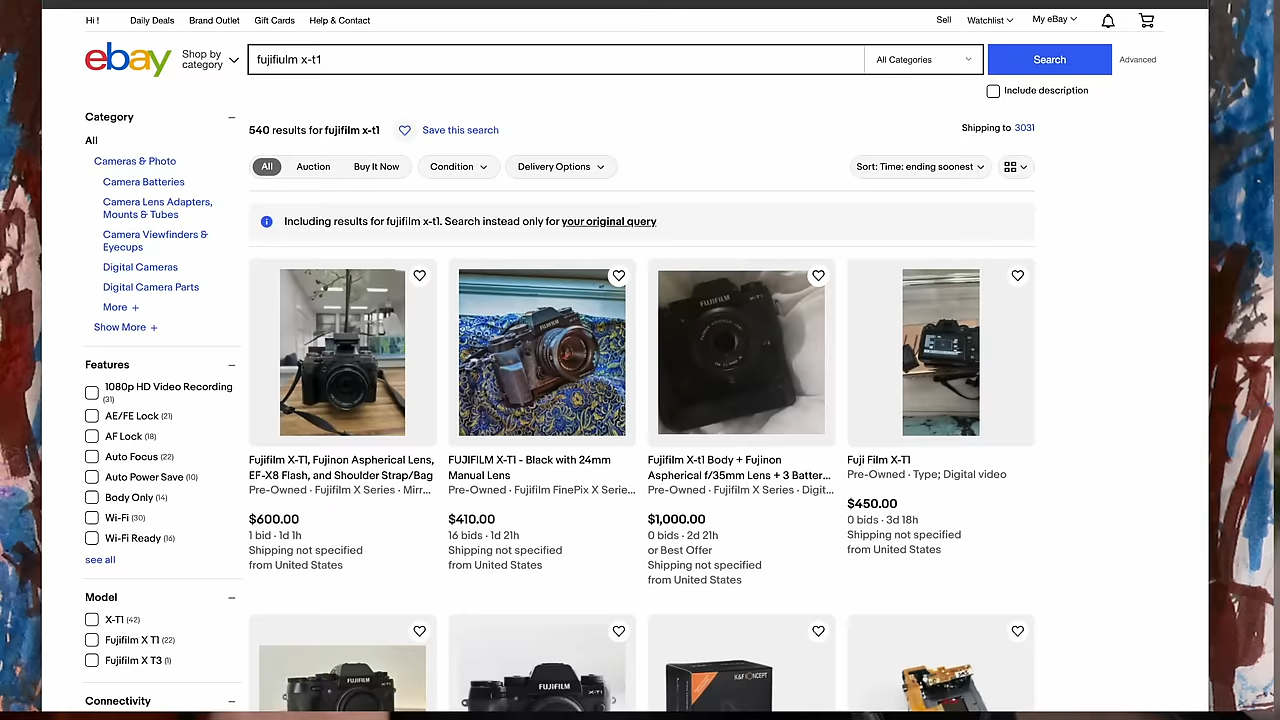 Hi !
Daily Deals
Brand Outlet
Gift Cards
Help & Contact
Sell
Watchlist
My eBay
ebay
Shop by
category
fujifiulm x-t1
All Categories
Search
Advanced
Include description
Category
All
Cameras & Photo
Camera Batteries
Camera Lens Adapters,
Mounts & Tubes
Camera Viewfinders &
Eyecups
Digital Cameras
Digital Camera Parts
More +
Show More +
Features
1080p HD Video Recording
(31)
AE/FE Lock (21)
AF Lock (18)
Auto Focus (22)
Auto Power Save (10)
Body Only (14)
Wi-Fi (30)
Wi-Fi Ready (16)
see all
Model
X-T1 (42)
Fujifilm X T1 (22)
Fujifilm X T3 (1)
Connectivity
540 results for fujifilm x-t1
Save this search
Shipping to 3031
All
Auction
Buy It Now
Condition
Delivery Options
Sort: Time: ending soonest
Including results for fujifilm x-t1. Search instead only for your original query
Fujifilm X-T1, Fujinon Aspherical Lens,
EF-X8 Flash, and Shoulder Strap/Bag
Pre-Owned · Fujifilm X Series · Mirr...
$600.00
1 bid · 1d 1h
Shipping not specified
from United States
FUJIFILM
FUJIFILM X-T1 - Black with 24mm
Manual Lens
Pre-Owned · Fujifilm FinePix X Serie...
$410.00
16 bids · 1d 21h
Shipping not specified
from United States
FUJIFILM
X-T1
Fujifilm X-t1 Body + Fujinon
Aspherical f/35mm Lens + 3 Batter...
Pre-Owned · Fujifilm X Series · Digit...
$1,000.00
0 bids · 2d 21h
or Best Offer
Shipping not specified
from United States
Fuji Film X-T1
Pre-Owned · Type; Digital video
$450.00
0 bids · 3d 18h
Shipping not specified
from United States
FUJIFILM
FUJIFILM
X-T1
K&F CONCEPT